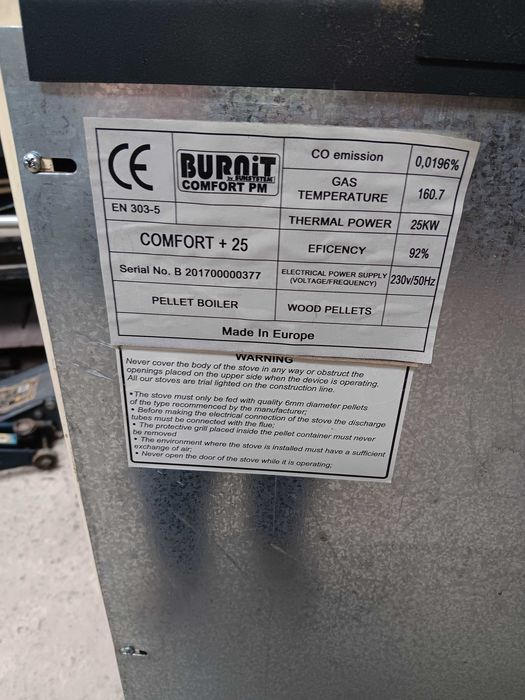 CE
BURNiT
by SUNSYSTEM
COMFORT PM
EN 303-5
CO emission 0,0196%
GAS TEMPERATURE 160.7
THERMAL POWER 25KW
COMFORT + 25
EFICENCY 92%
Serial No. B 201700000377
ELECTRICAL POWER SUPPLY
(VOLTAGE/FREQUENCY) 230v/50Hz
PELLET BOILER
WOOD PELLETS
Made In Europe
WARNING
Never cover the body of the stove in any way or obstruct the
openings placed on the upper side when the device is operating.
All our stoves are trial lighted on the construction line.
•The stove must only be fed with quality 6mm diameter pellets
of the type recommenced by the manufacturer;
• Before making the electrical connection of the stove the discharge
tubes must be connected with the flue;
• The protective grill placed inside the pellet container must never
be removed
• The environment where the stove is installed must have a sufficient
exchange of air;
• Never open the door of the stove while it is operating;